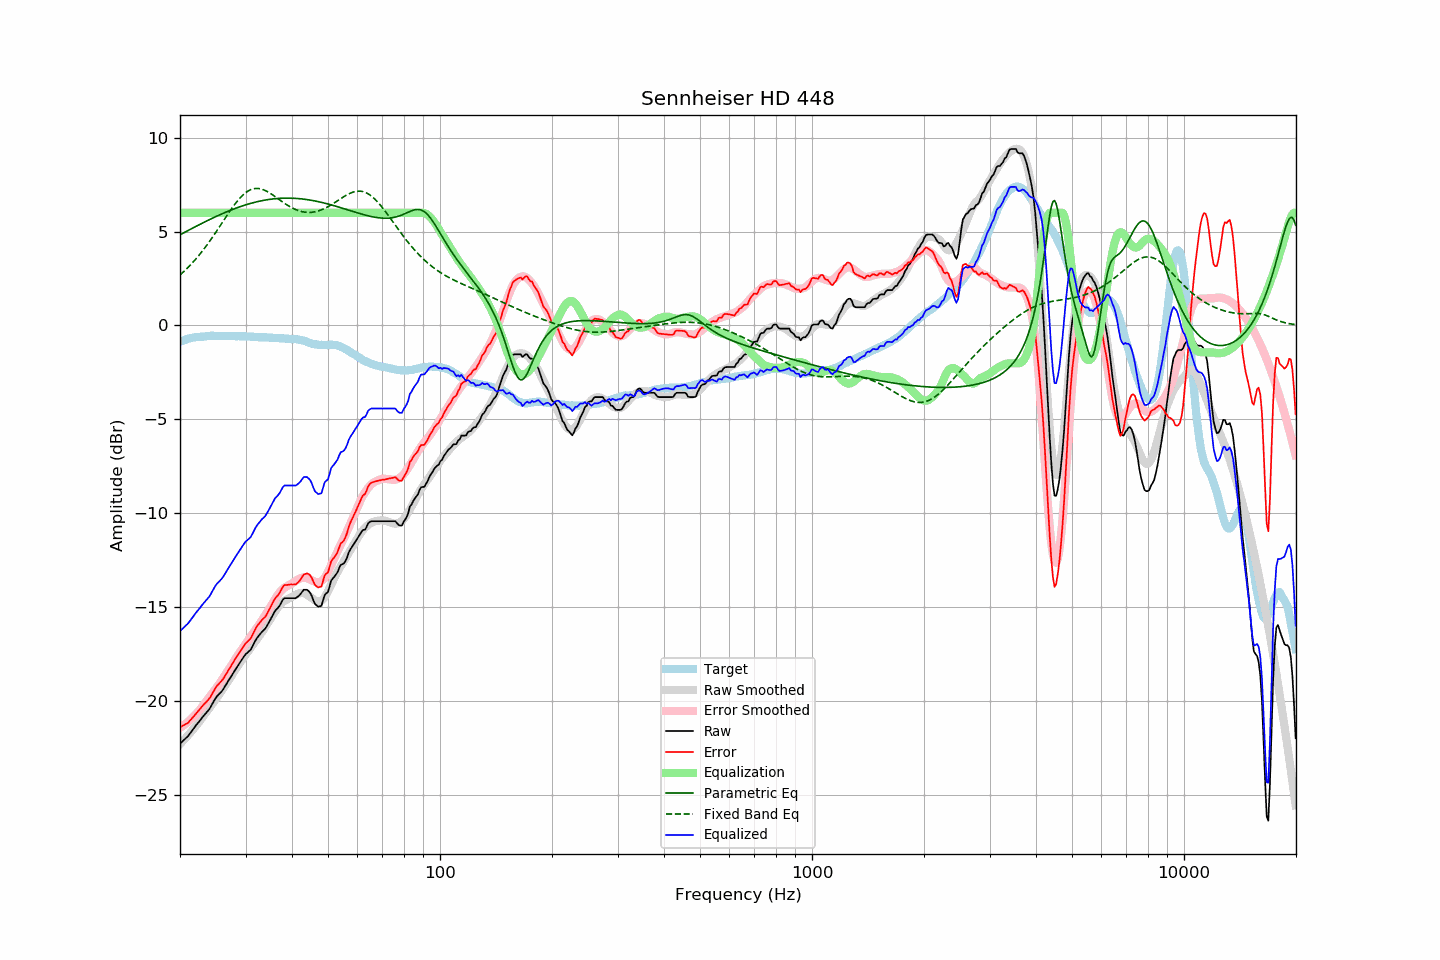 Sennheiser HD 448
10
5
0
−5
−10
−15
−20
−25
Amplitude (dBr)
Target
Raw Smoothed
Error Smoothed
Raw
Error
Equalization
Parametric Eq
Fixed Band Eq
Equalized
100
1000
10000
Frequency (Hz)